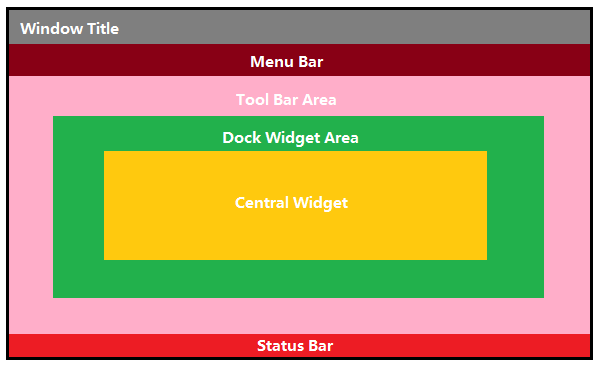 Window Title
Menu Bar
Tool Bar Area
Dock Widget Area
Central Widget
Status Bar